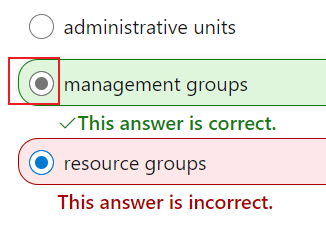 administrative units
management groups
This answer is correct.
resource groups
This answer is incorrect.